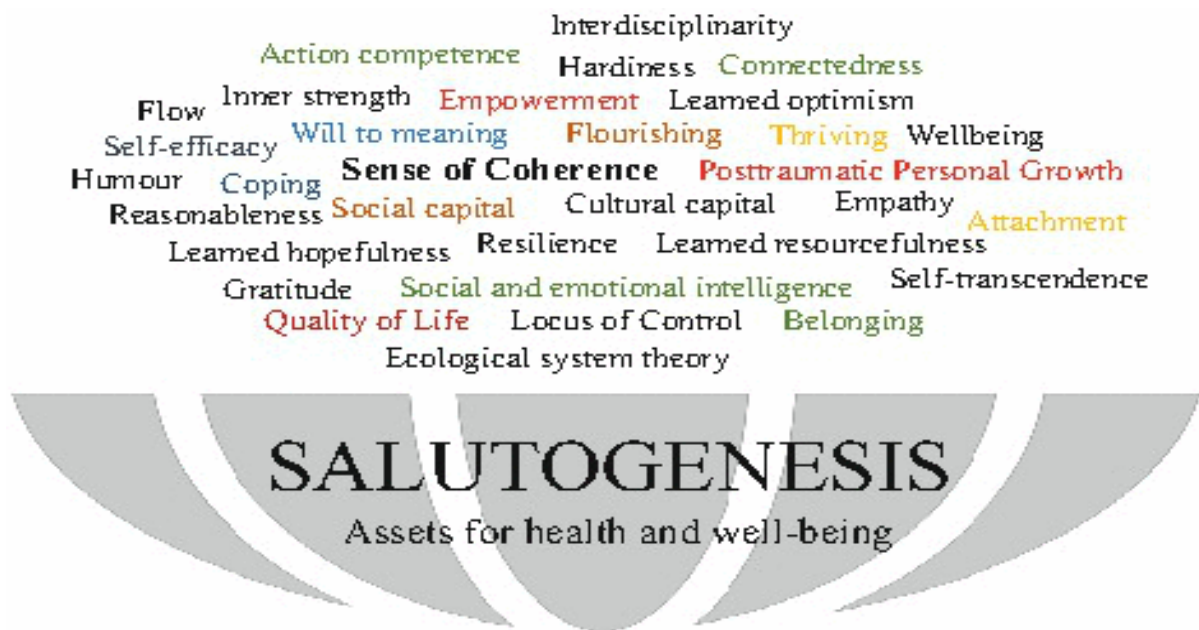 Interdisciplinarity
Action competence
Hardiness Connectedness
Flow Inner strength Empowerment Learned optimism
Self-efficacy Will to meaning Flourishing Thriving Wellbeing
Humour Coping Sense of Coherence Posttraumatic Personal Growth
Reasonableness Social capital Cultural capital Empathy Attachment
Learned hopefulness Resilience Learned resourcefulness
Gratitude Social and emotional intelligence Self-transcendence
Quality of Life Locus of Control Belonging
Ecological system theory
SALUTOGENESIS
Assets for health and well-being